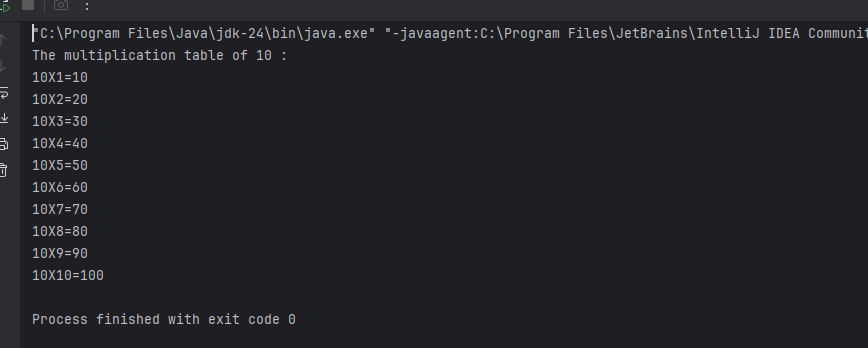 "C:\Program Files\Java\jdk-24\bin\java.exe" "-javaagent:C:\Program Files\JetBrains\IntelliJ IDEA Communit
The multiplication table of 10 :
10X1=10
10X2=20
10X3=30
10X4=40
10X5=50
10X6=60
10X7=70
10X8=80
10X9=90
10X10=100
Process finished with exit code 0